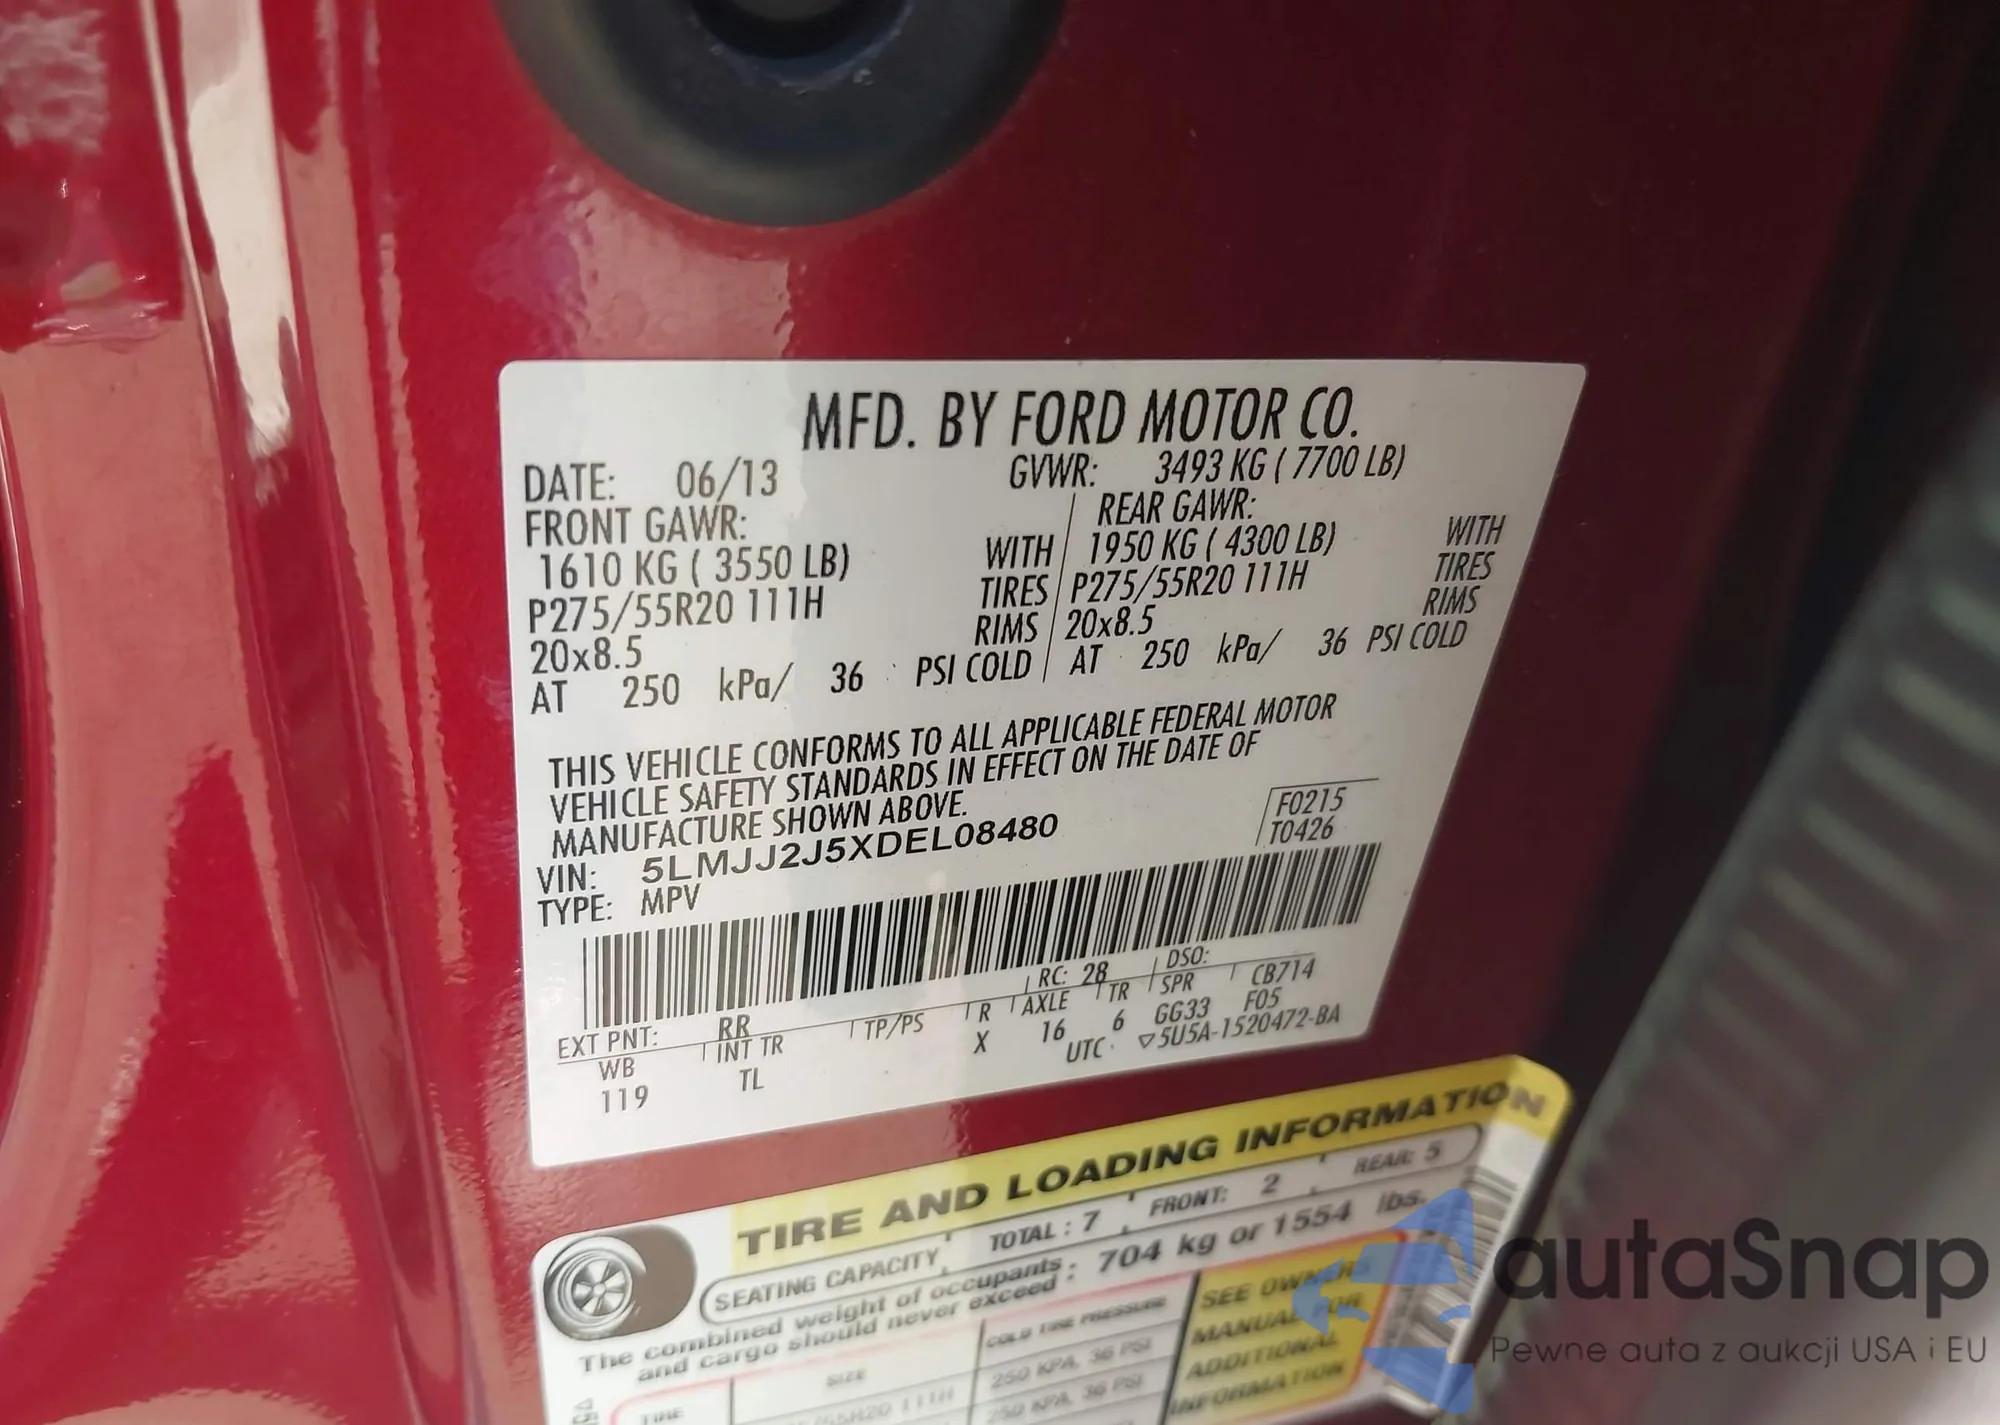 MFD. BY FORD MOTOR CO.
DATE: 06/13 GVWR: 3493 KG ( 7700 LB)
FRONT GAWR: REAR GAWR:
1610 KG ( 3550 LB) WITH 1950 KG ( 4300 LB) WITH
P275/55R20 111H TIRES P275/55R20 111H TIRES
20x8.5 RIMS 20x8.5 RIMS
AT 250 kPa/ 36 PSI COLD AT 250 kPa/ 36 PSI COLD
THIS VEHICLE CONFORMS TO ALL APPLICABLE FEDERAL MOTOR
VEHICLE SAFETY STANDARDS IN EFFECT ON THE DATE OF
MANUFACTURE SHOWN ABOVE.
F0215
T0426
VIN: 5LMJJ2J5XDEL08480
TYPE: MPV
EXT PNT: RR RC: 28 DSO:
WB INT TR TP/PS R AXLE TR SPR CB714
119 TL X 16 6 GG33 F05
UTC ▽5U5A-1520472-BA
TIRE AND LOADING INFORMATION
SEATING CAPACITY TOTAL : 7 FRONT: 2 REAR: 5
The combined weight of occupants : 704 kg or 1554 lbs.
and cargo should never exceed
TIRE SIZE COLD TIRE PRESSURE
250 KPA, 36 PSI
250 KPA, 36 PSI
SEE OWNERS
MANUAL FOR
ADDITIONAL
INFORMATION
autaSnap
Pewne auta z aukcji USA i EU